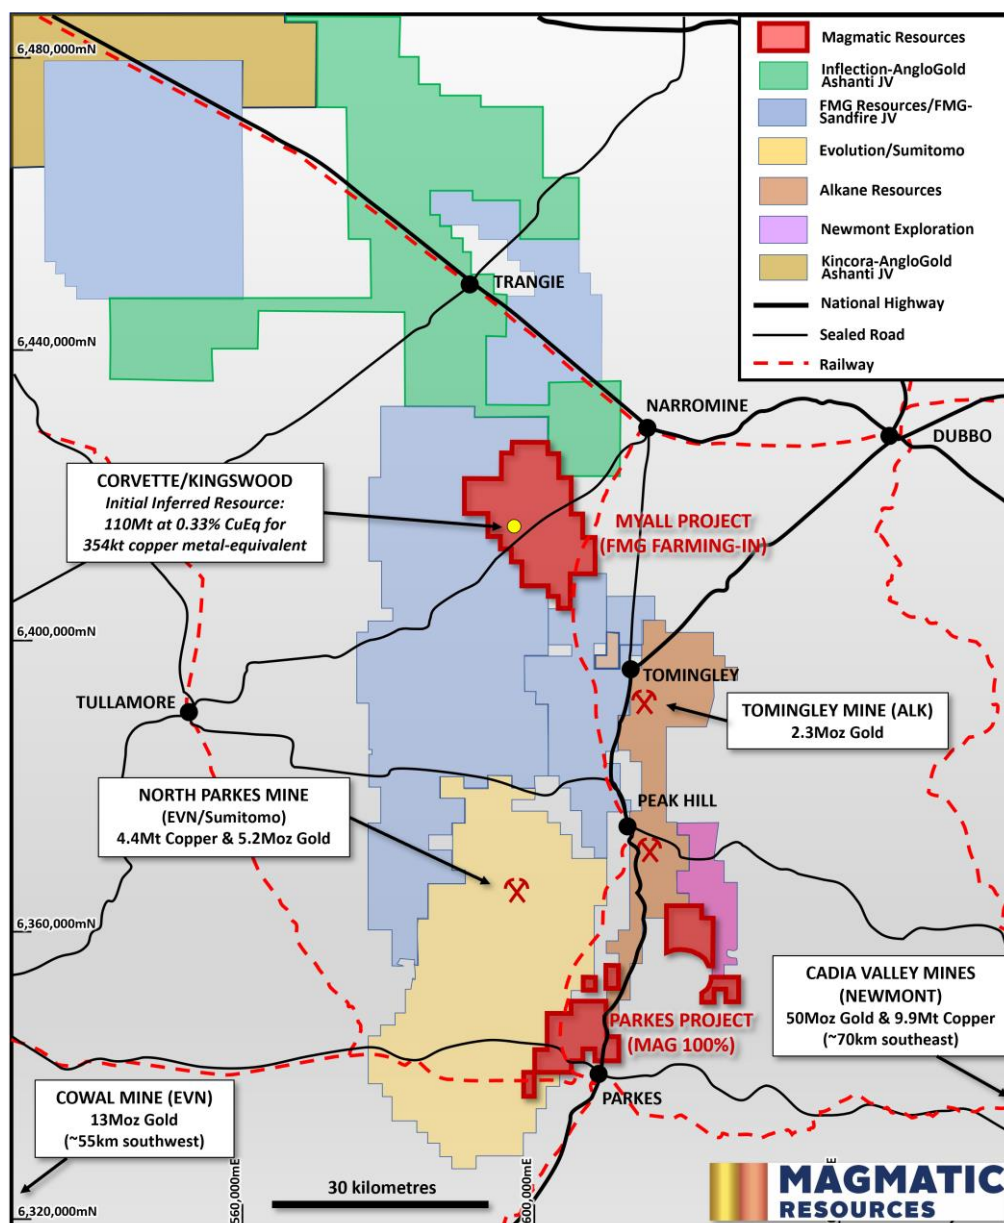 Magmatic Resources
Inflection-AngloGold
Ashanti JV
FMG Resources/FMG-
Sandfire JV
Evolution/Sumitomo
Alkane Resources
Newmont Exploration
Kincora-AngloGold
Ashanti JV
National Highway
Sealed Road
Railway
6,480,000mN
TRANGIE
6,440,000mN
NARROMINE
DUBBO
CORVETTE/KINGSWOOD
Initial Inferred Resource:
110Mt at 0.33% CuEq for
354kt copper metal-equivalent
MYALL PROJECT
(FMG FARMING-IN)
6,400,000mN
TOMINGLEY
TULLAMORE
TOMINGLEY MINE (ALK)
2.3Moz Gold
NORTH PARKES MINE
(EVN/Sumitomo)
4.4Mt Copper & 5.2Moz Gold
PEAK HILL
6,360,000mN
CADIA VALLEY MINES
(NEWMONT)
50Moz Gold & 9.9Mt Copper
(~70km southeast)
PARKES PROJECT
(MAG 100%)
PARKES
COWAL MINE (EVN)
13Moz Gold
(~55km southwest)
560,000mE
600,000mE
30 kilometres
6,320,000mN
MAGMATIC
RESOURCES